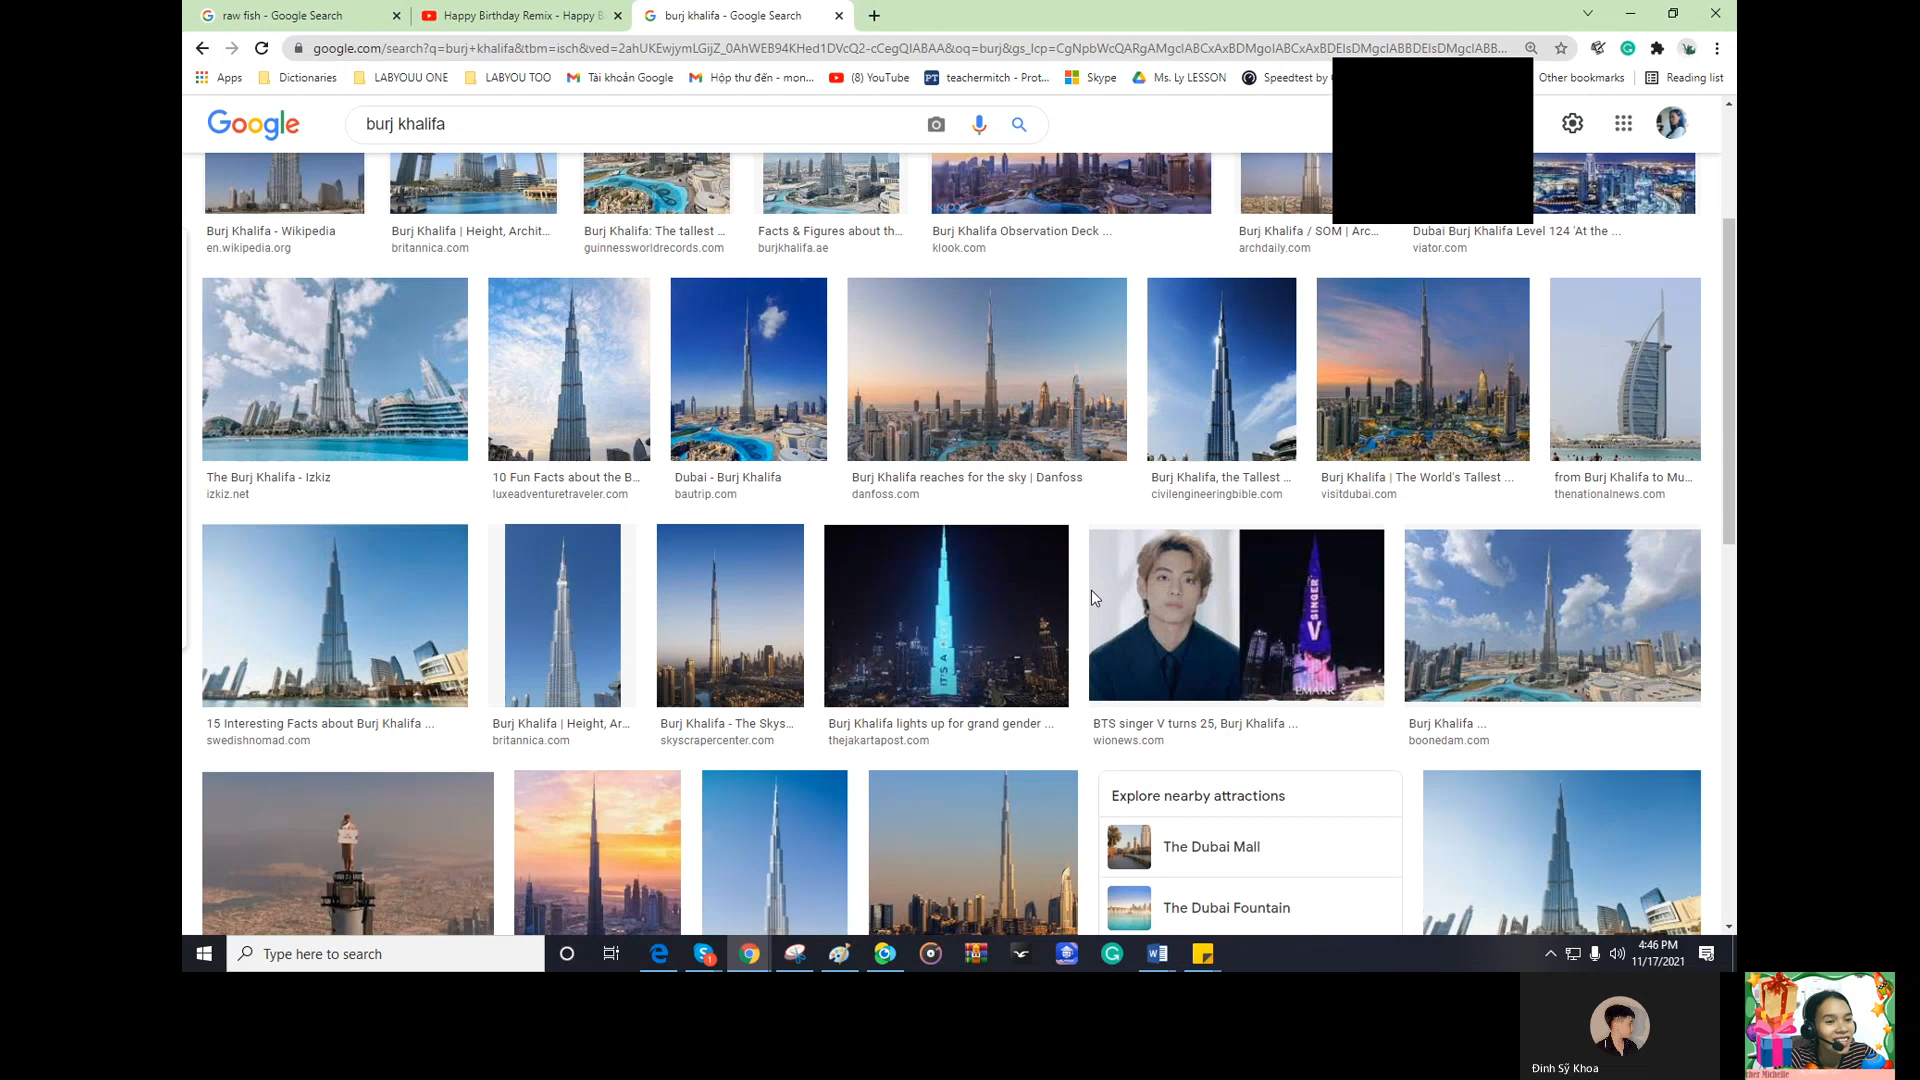 raw fish - Google Search
Happy Birthday Remix - Happy B
burj khalifa - Google Search
google.com/search?q=burj+khalifa&tbm=isch&ved=2ahUKEwjymLGijZ_0AhWEB94KHed1DVcQ2-cCegQIABAA&oq=burj&gs_lcp=CgNpbWcQARgAMgcIABCxAxBDMgoIABCxAxBDEIsDMgcIABBDEIsDMgcIABB...
Apps
Dictionaries
LABYOUU ONE
LABYOU TOO
Tài khoản Google
Hộp thư đến - mon...
(8) YouTube
teachermitch - Prot...
Skype
Ms. Ly LESSON
Speedtest by
Other bookmarks
Reading list
Google
burj khalifa
KLOOK
Burj Khalifa - Wikipedia
en.wikipedia.org
Burj Khalifa | Height, Archit...
britannica.com
Burj Khalifa: The tallest ...
guinnessworldrecords.com
Facts & Figures about th...
burjkhalifa.ae
Burj Khalifa Observation Deck ...
klook.com
Burj Khalifa / SOM | Arc...
archdaily.com
Dubai Burj Khalifa Level 124 'At the ...
viator.com
The Burj Khalifa - Izkiz
izkiz.net
10 Fun Facts about the B...
luxeadventuretraveler.com
Dubai - Burj Khalifa
bautrip.com
Burj Khalifa reaches for the sky | Danfoss
danfoss.com
Burj Khalifa, the Tallest ...
civilengineeringbible.com
Burj Khalifa | The World's Tallest ...
visitdubai.com
from Burj Khalifa to Mu...
thenationalnews.com
IT'S A
V SINGER
EMAAR
15 Interesting Facts about Burj Khalifa ...
swedishnomad.com
Burj Khalifa | Height, Ar...
britannica.com
Burj Khalifa - The Skys...
skyscrapercenter.com
Burj Khalifa lights up for grand gender ...
thejakartapost.com
BTS singer V turns 25, Burj Khalifa ...
wionews.com
Burj Khalifa ...
boonedam.com
Explore nearby attractions
The Dubai Mall
The Dubai Fountain
Type here to search
4:46 PM
11/17/2021
Đinh Sỹ Khoa
cher Michelle